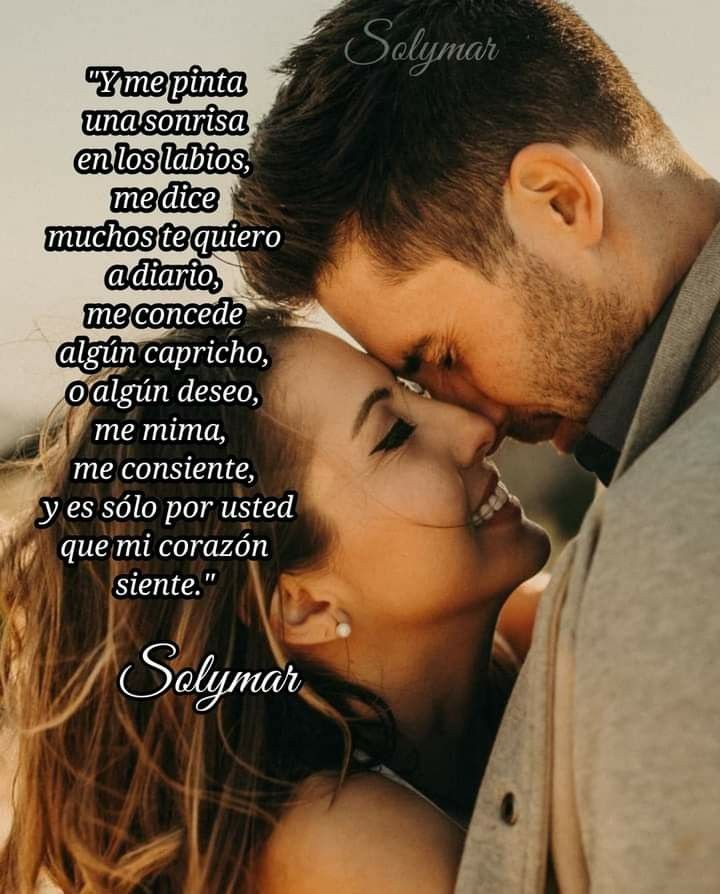 Solymar
"Y me pinta
una sonrisa
en los labios,
me dice
muchos te quiero
a diario,
me concede
algún capricho,
o algún deseo,
me mima,
me consiente,
y es sólo por usted
que mi corazón
siente."
Solymar